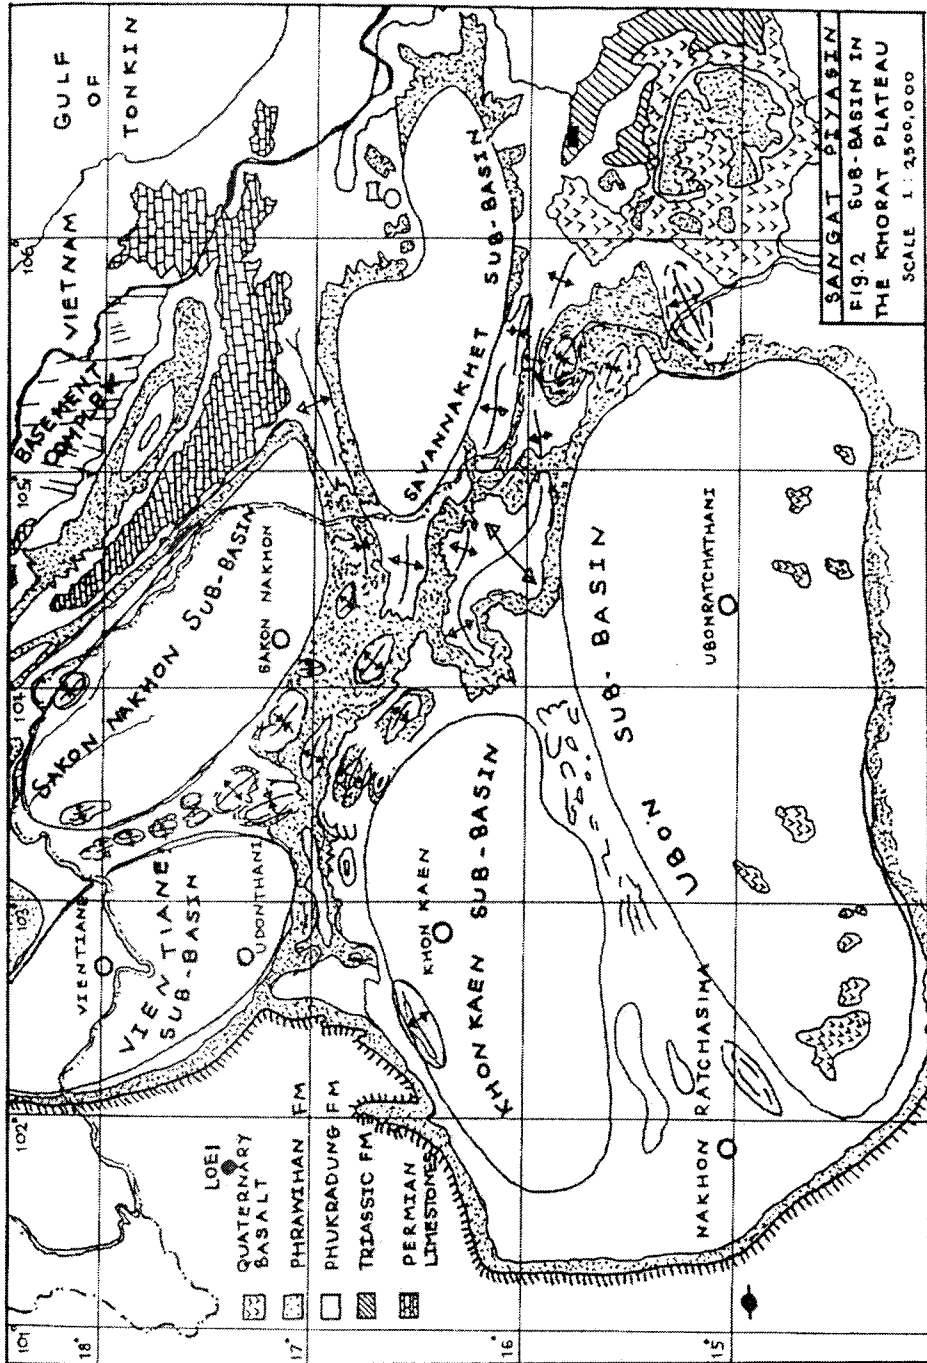 SANGAT PIYASIN
FIG.2 SUB-BASIN IN
THE KHORAT PLATEAU
SCALE 1:2500,000
GULF
OF
TONKIN
VIETNAM
BASEMENT
COMPLEX
101°
102°
103°
104°
105°
106°
18°
17°
16°
15°
SAKON NAKHON SUB-BASIN
SAKON NAKHON
SAVANNAKHET SUB-BASIN
VIENTIANE
VIEN TIANE
SUB-BASIN
UDONTHANI
KHON KAEN
KHON KAEN SUB-BASIN
UBON SUB-BASIN
UBONRATCHATHANI
NAKHON RATCHASIMA
LOEI
QUATERNARY
BASALT
PHRAWIHAN FM
PHUKRADUNG FM
TRIASSIC FM
PERMIAN
LIMESTONES